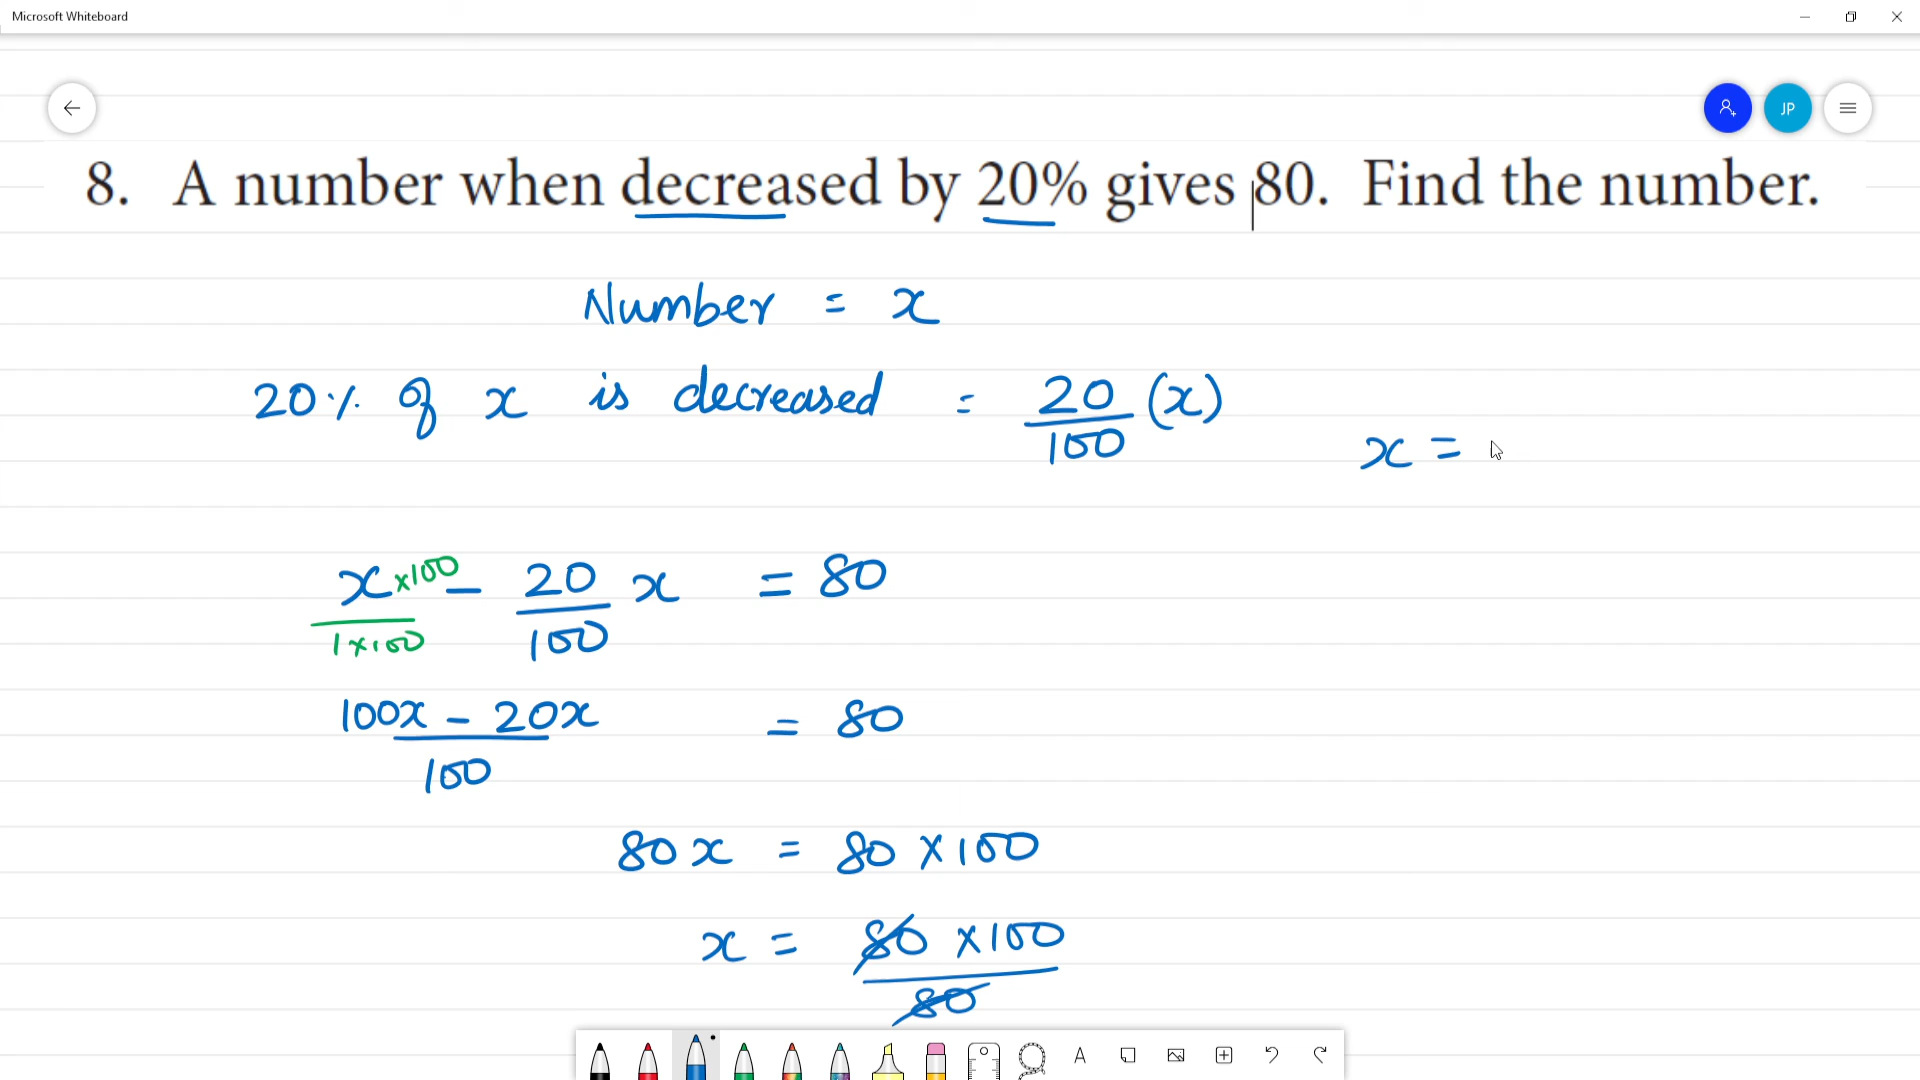 Microsoft Whiteboard
JP
8. A number when decreased by 20% gives 80. Find the number.
Number = x
20% of x is decreased = 20/100 (x)
x =
x×100/1×100 - 20/100 x = 80
100x - 20x/100 = 80
80x = 80 × 100
x = 80 × 100/80
A